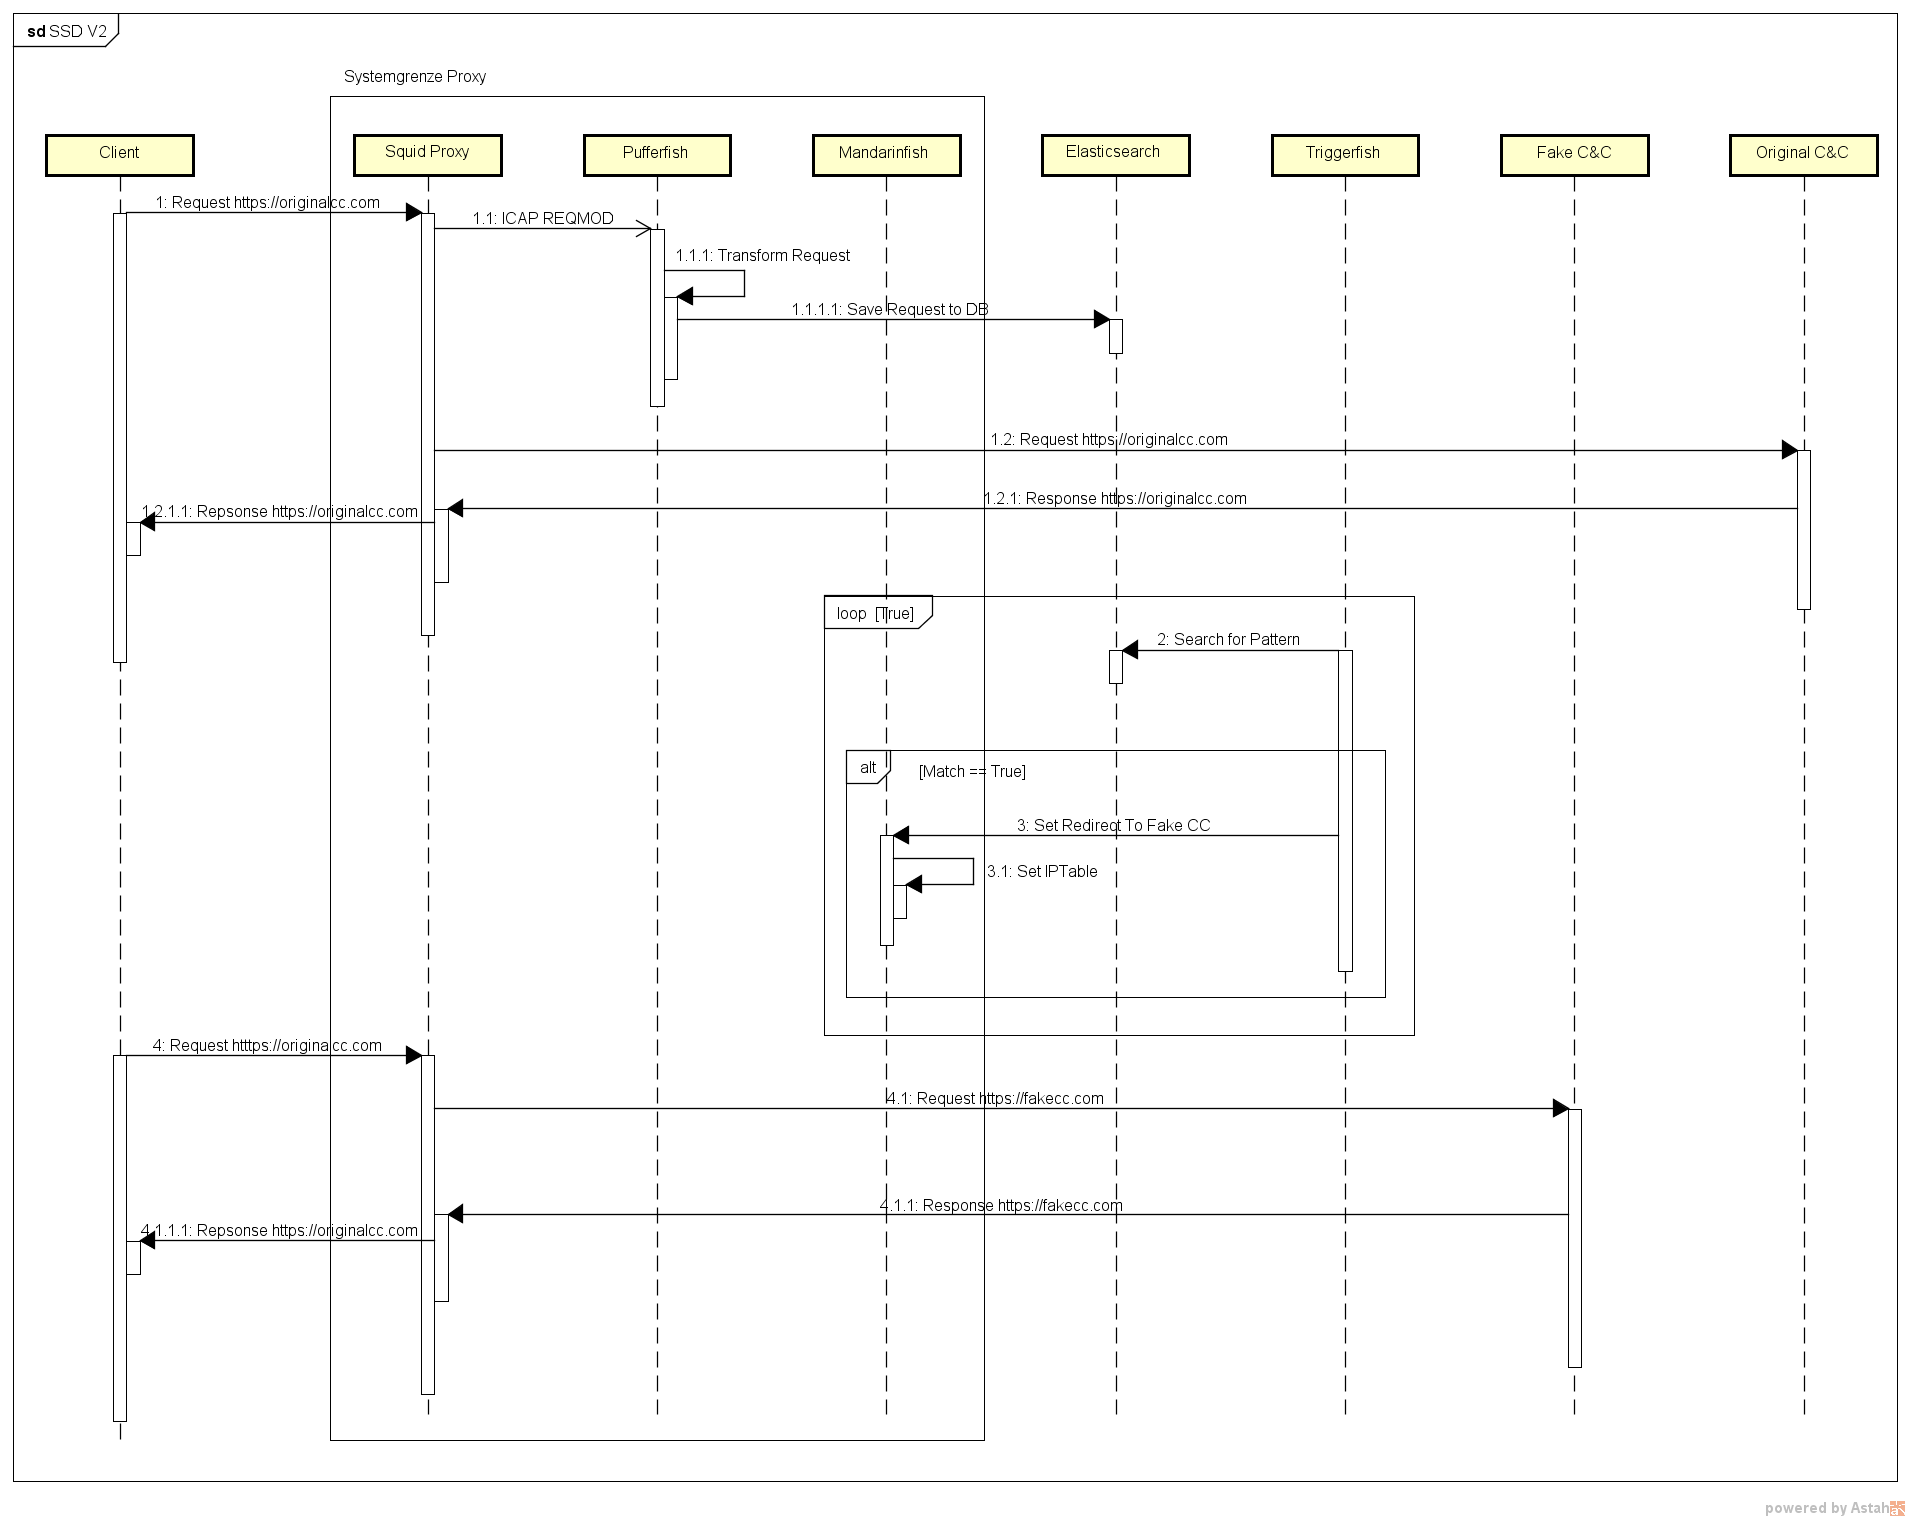 sd SSD V2
Systemgrenze Proxy
Client
Squid Proxy
Pufferfish
Mandarinfish
Elasticsearch
Triggerfish
Fake C&C
Original C&C
1: Request https://originalcc.com
1.1: ICAP REQMOD
1.1.1: Transform Request
1.1.1.1: Save Request to DB
1.2: Request https://originalcc.com
1.2.1: Response https://originalcc.com
1.2.1.1: Repsonse https://originalcc.com
loop [True]
2: Search for Pattern
alt
[Match == True]
3: Set Redirect To Fake CC
3.1: Set IPTable
4: Request htttps://originalcc.com
4.1: Request https://fakecc.com
4.1.1: Response https://fakecc.com
4.1.1.1: Repsonse https://originalcc.com
powered by Astah